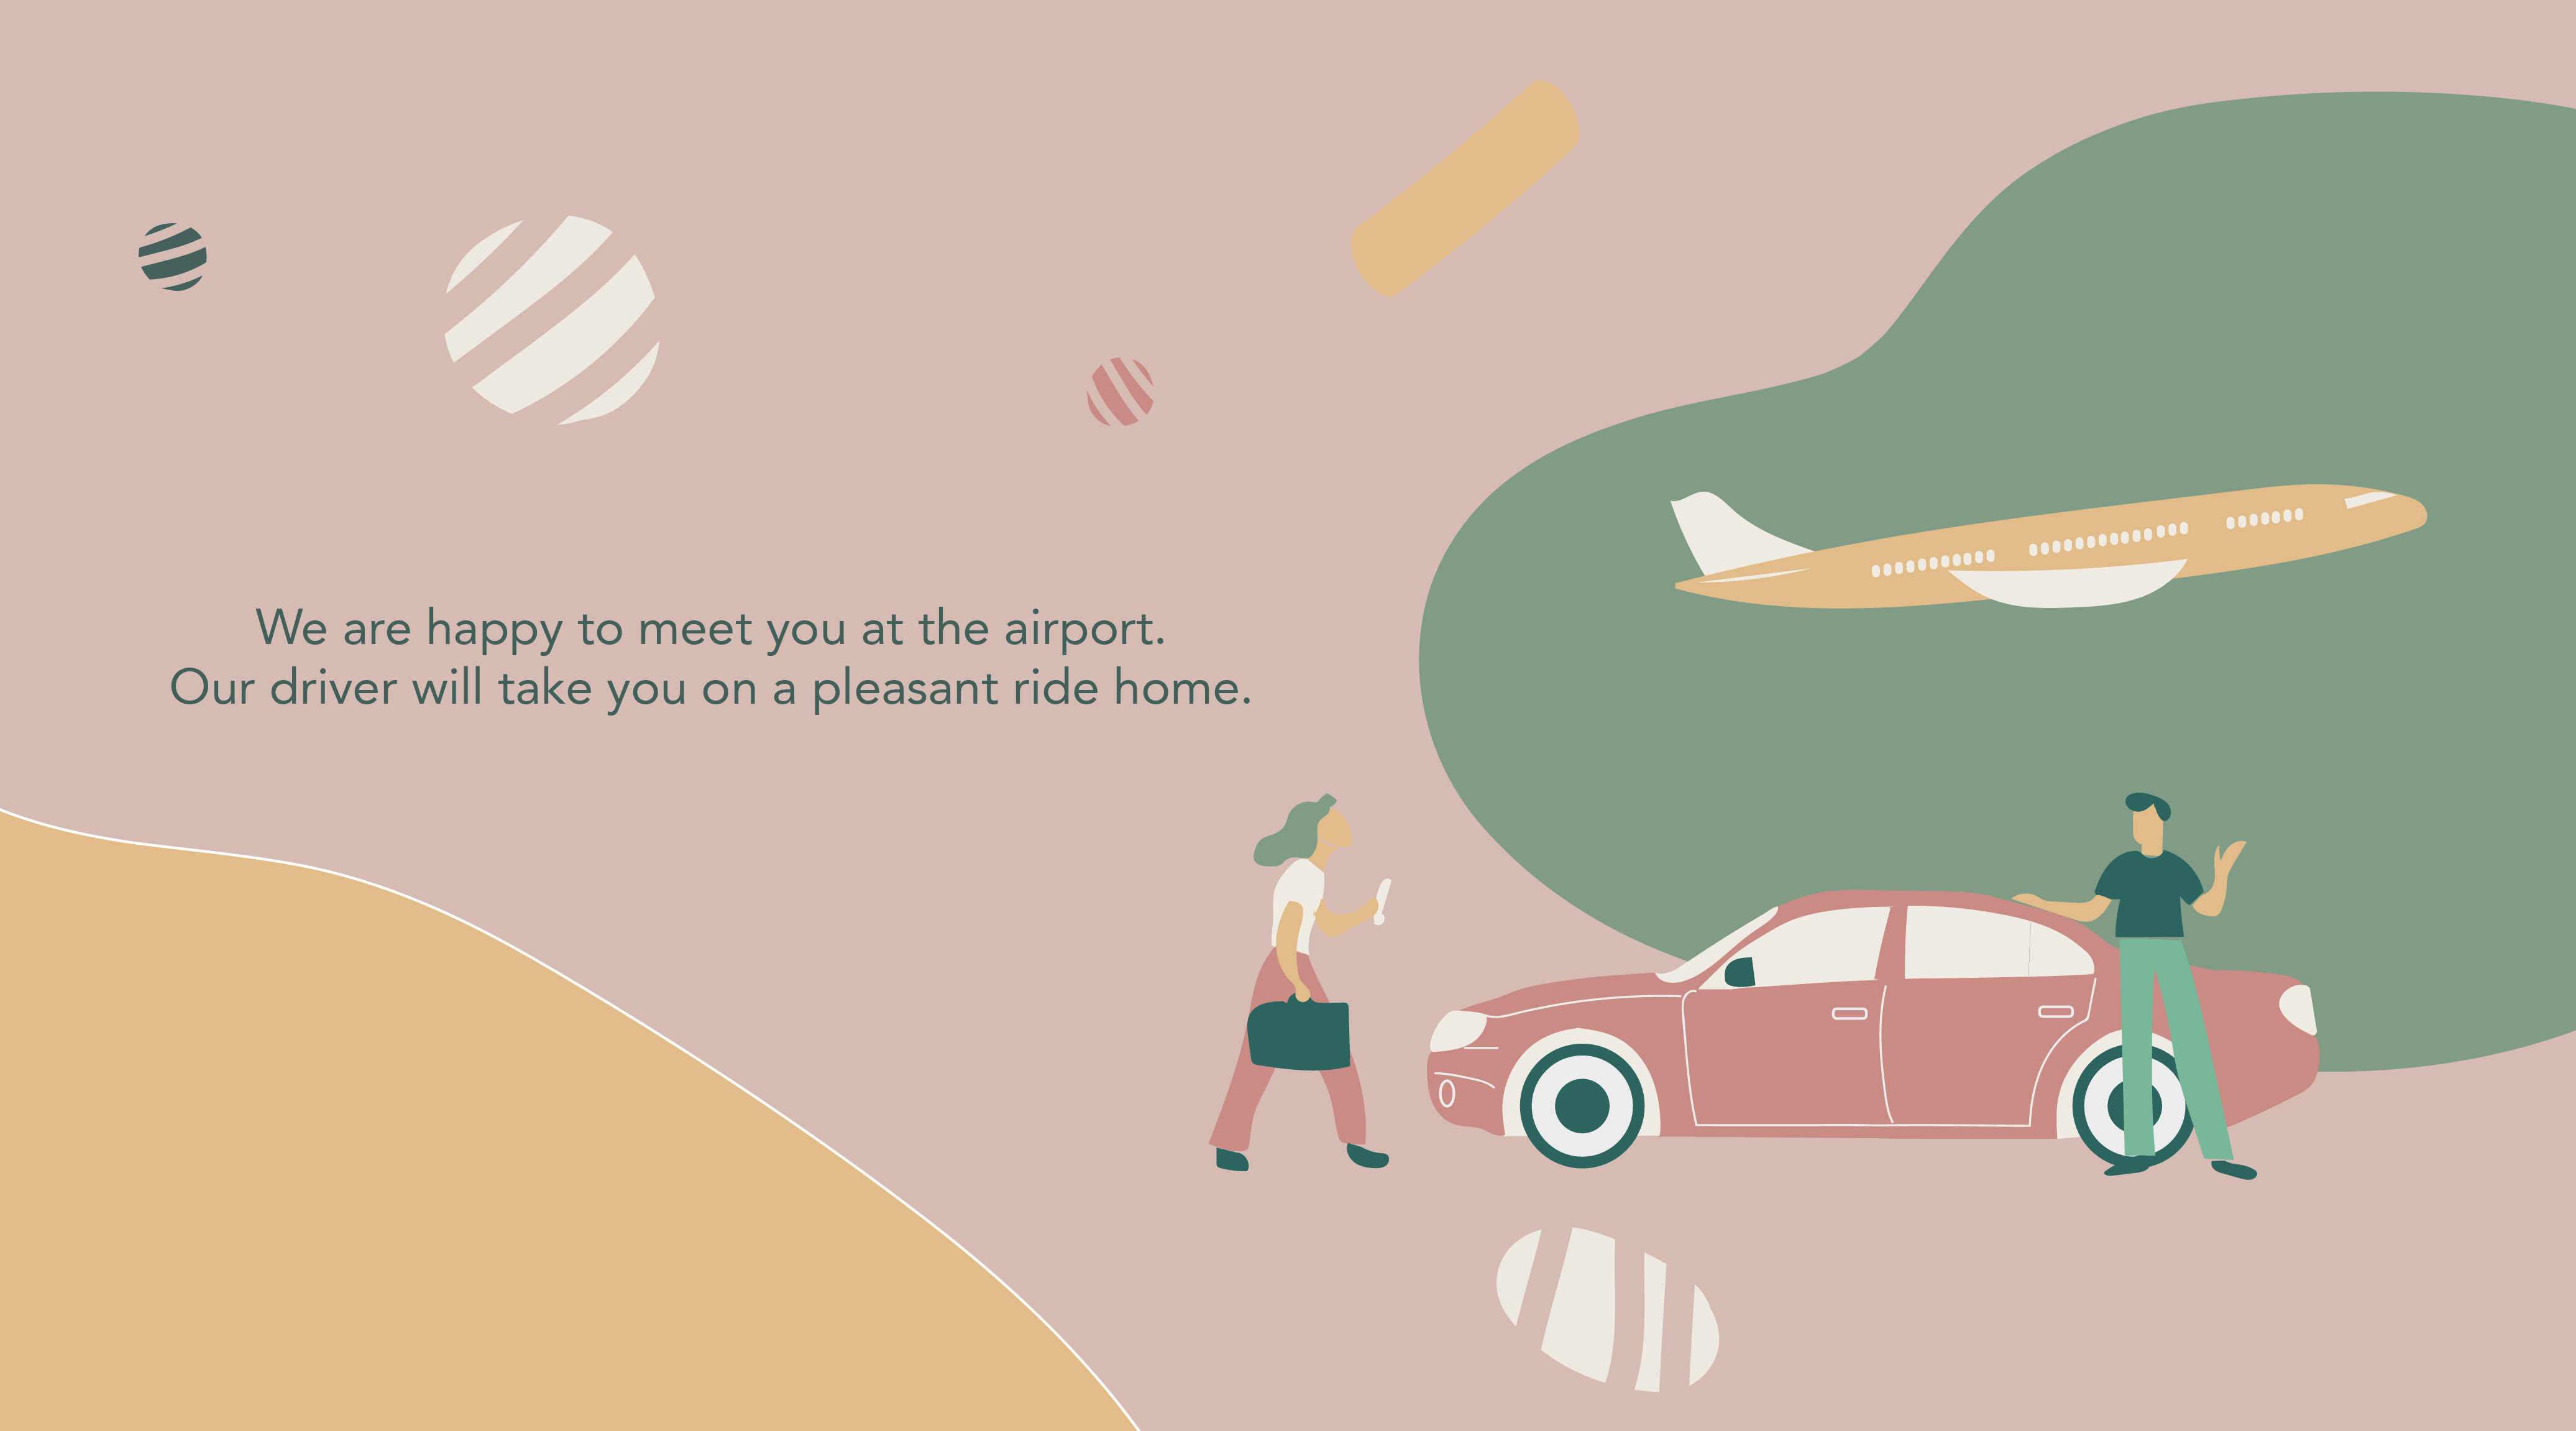 We are happy to meet you at the airport.
Our driver will take you on a pleasant ride home.